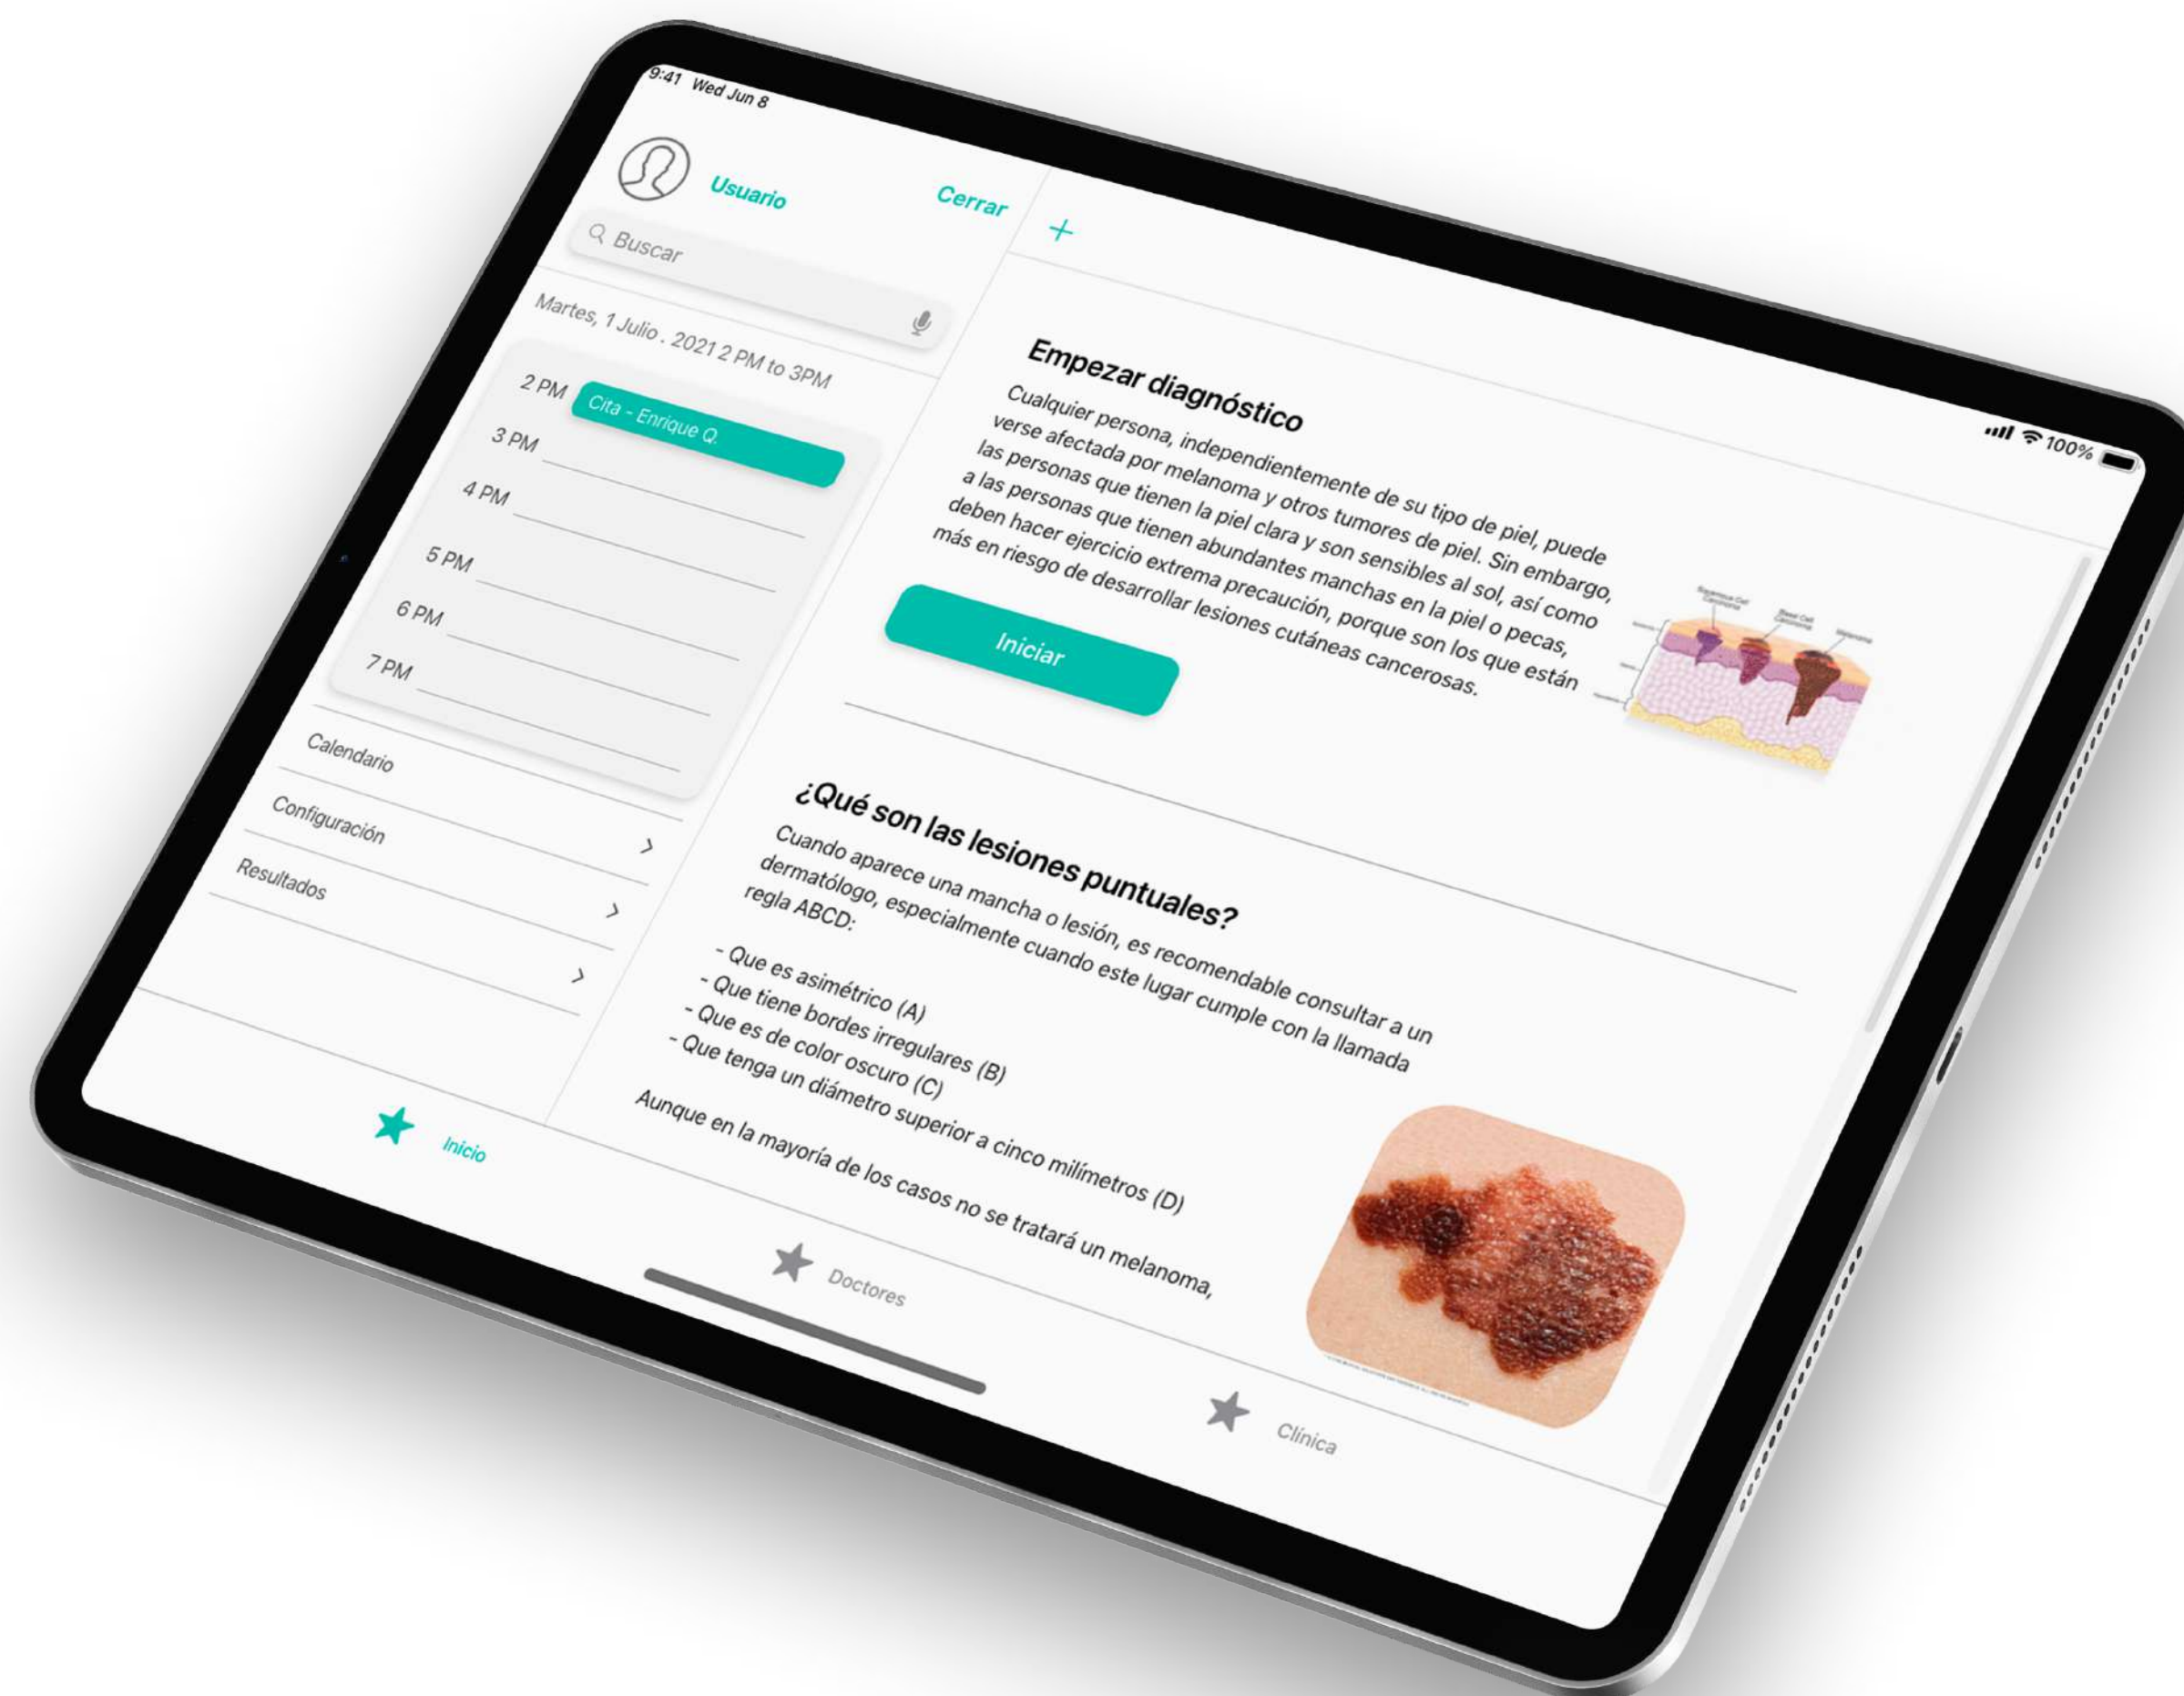 9:41 Wed Jun 8
100%
Usuario
Cerrar
Buscar
Martes, 1 Julio . 2021 2 PM to 3PM
2 PM Cita - Enrique Q.
3 PM
4 PM
5 PM
6 PM
7 PM
Calendario
Configuración
Resultados
+
Empezar diagnóstico
Cualquier persona, independientemente de su tipo de piel, puede
verse afectada por melanoma y otros tumores de piel. Sin embargo,
las personas que tienen la piel clara y son sensibles al sol, así como
a las personas que tienen abundantes manchas en la piel o pecas,
deben hacer ejercicio extrema precaución, porque son los que están
más en riesgo de desarrollar lesiones cutáneas cancerosas.
Iniciar
Squamous Cell
Carcinoma
Basal Cell
Carcinoma
Melanoma
¿Qué son las lesiones puntuales?
Cuando aparece una mancha o lesión, es recomendable consultar a un
dermatólogo, especialmente cuando este lugar cumple con la llamada
regla ABCD:
- Que es asimétrico (A)
- Que tiene bordes irregulares (B)
- Que es de color oscuro (C)
- Que tenga un diámetro superior a cinco milímetros (D)
Aunque en la mayoría de los casos no se tratará un melanoma,
Inicio
Doctores
Clínica